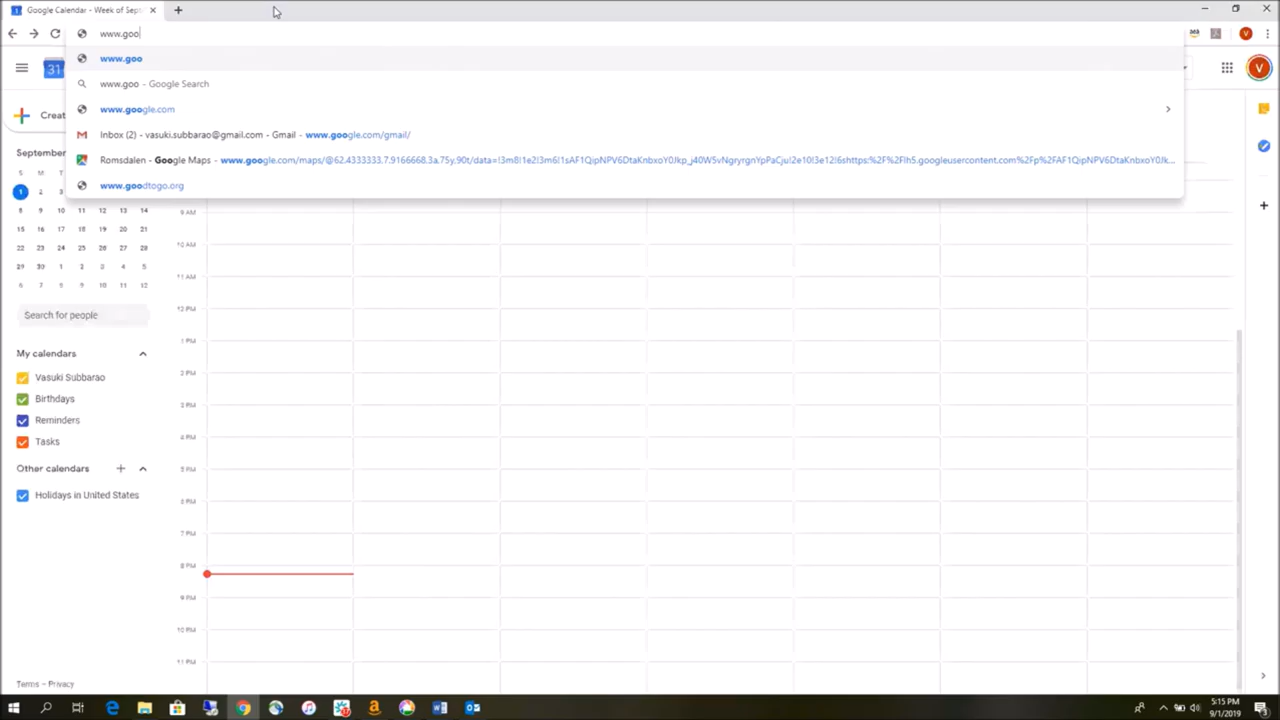 Google Calendar - Week of Sept
www.goo
www.goo
www.goo - Google Search
www.google.com
Inbox (2) - vasuki.subbarao@gmail.com - Gmail - www.google.com/gmail/
Romsdalen - Google Maps -
www.goodtogo.org
31
V
V
Creat
September
S M T
1 2 3
8 9 10 11 12 13 14
15 16 17 18 19 20 21
22 23 24 25 26 27 28
29 30 1 2 3 4 5
6 7 8 9 10 11 12
Search for people
My calendars
Vasuki Subbarao
Birthdays
Reminders
Tasks
Other calendars
Holidays in United States
9 AM
10 AM
11 AM
12 PM
1 PM
2 PM
3 PM
4 PM
5 PM
6 PM
7 PM
8 PM
9 PM
10 PM
11 PM
Terms – Privacy
5:15 PM
9/1/2019